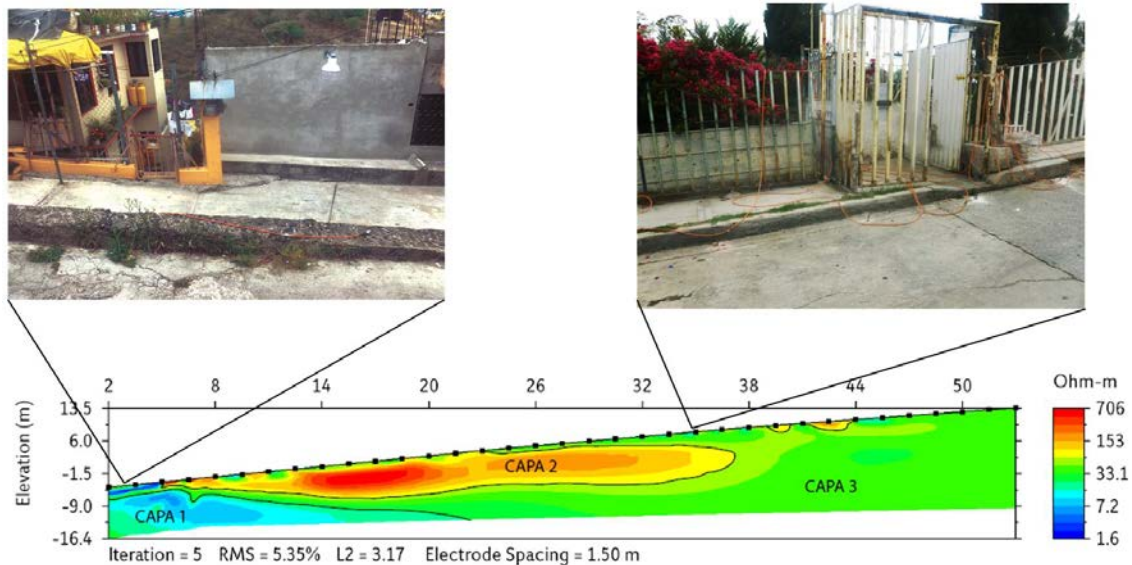 2 8 14 20 26 32 38 44 50
Ohm-m
Elevation (m)
13.5
6.0
-1.5
-9.0
-16.4
CAPA 1
CAPA 2
CAPA 3
706
153
33.1
7.2
1.6
Iteration = 5 RMS = 5.35% L2 = 3.17 Electrode Spacing = 1.50 m